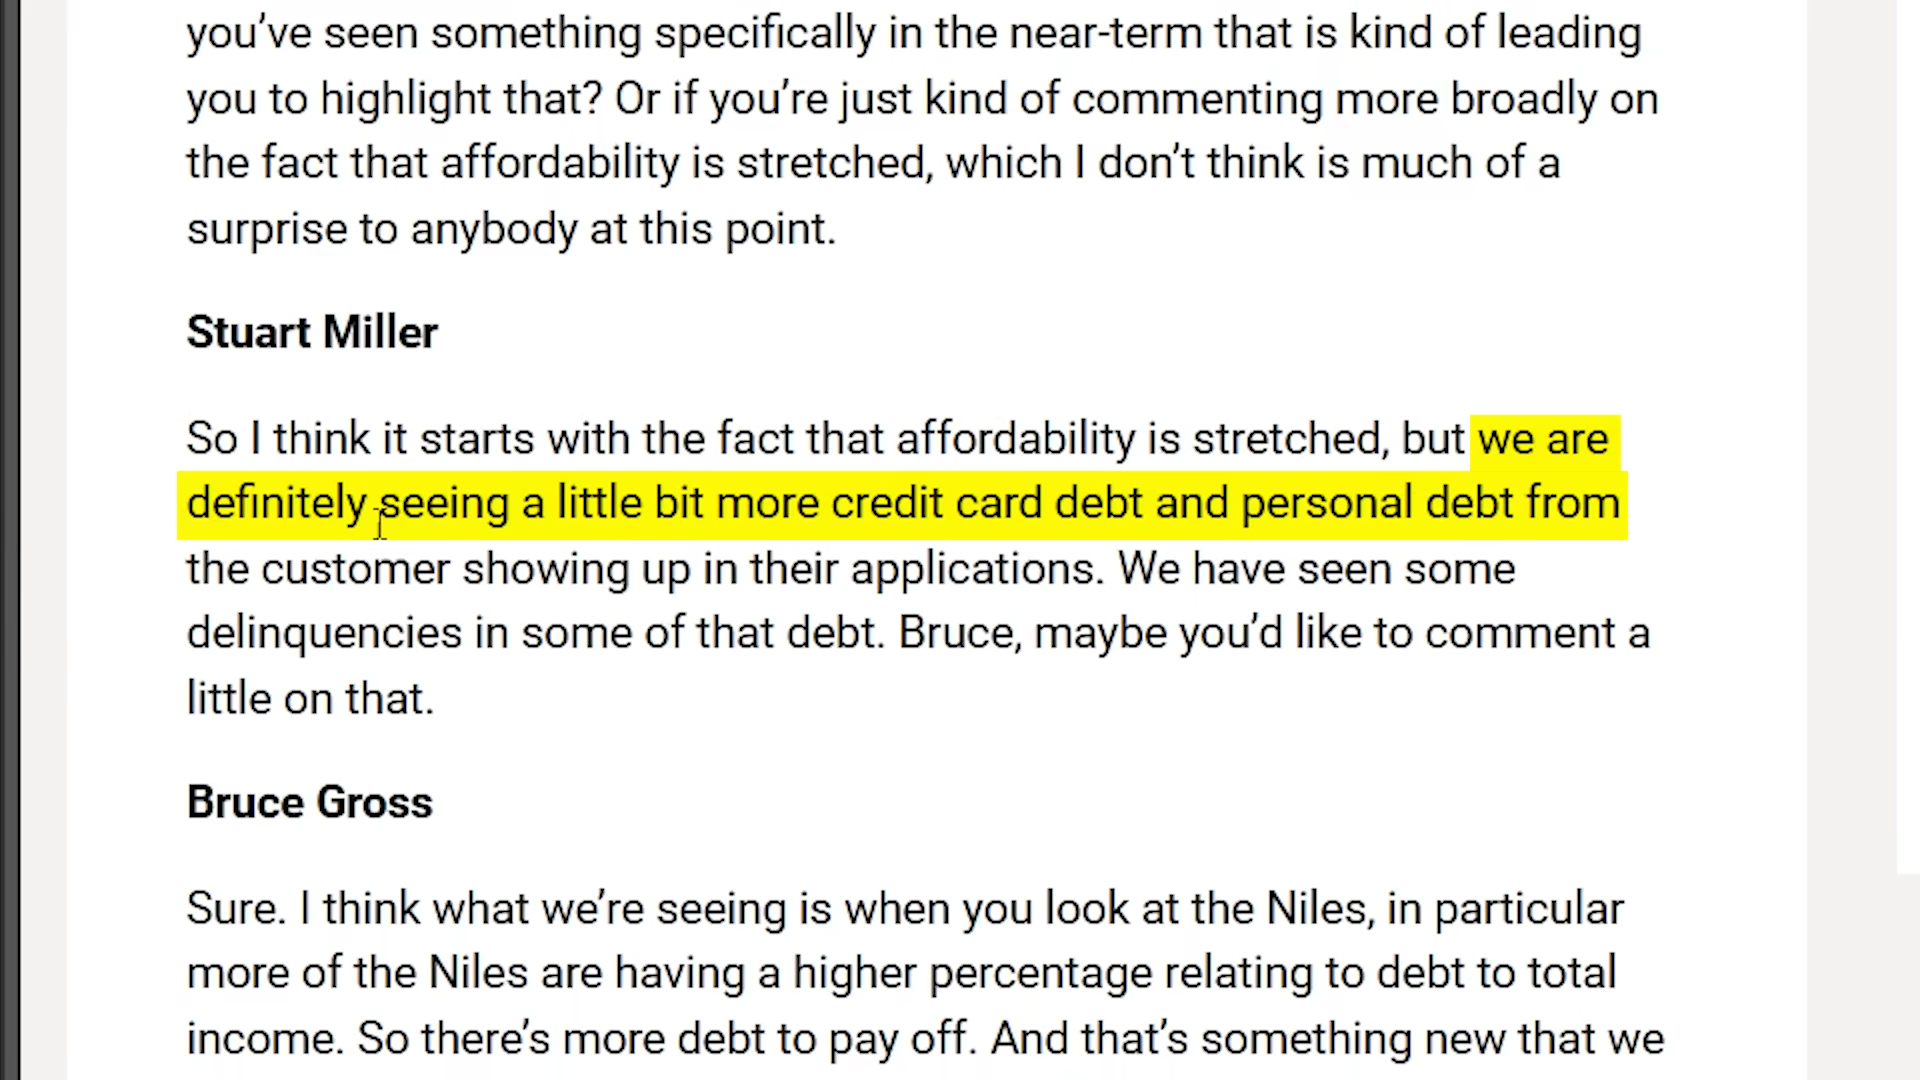 you’ve seen something specifically in the near-term that is kind of leading
you to highlight that? Or if you’re just kind of commenting more broadly on
the fact that affordability is stretched, which I don’t think is much of a
surprise to anybody at this point.
Stuart Miller
So I think it starts with the fact that affordability is stretched, but we are
definitely seeing a little bit more credit card debt and personal debt from
the customer showing up in their applications. We have seen some
delinquencies in some of that debt. Bruce, maybe you’d like to comment a
little on that.
Bruce Gross
Sure. I think what we’re seeing is when you look at the Niles, in particular
more of the Niles are having a higher percentage relating to debt to total
income. So there’s more debt to pay off. And that’s something new that we